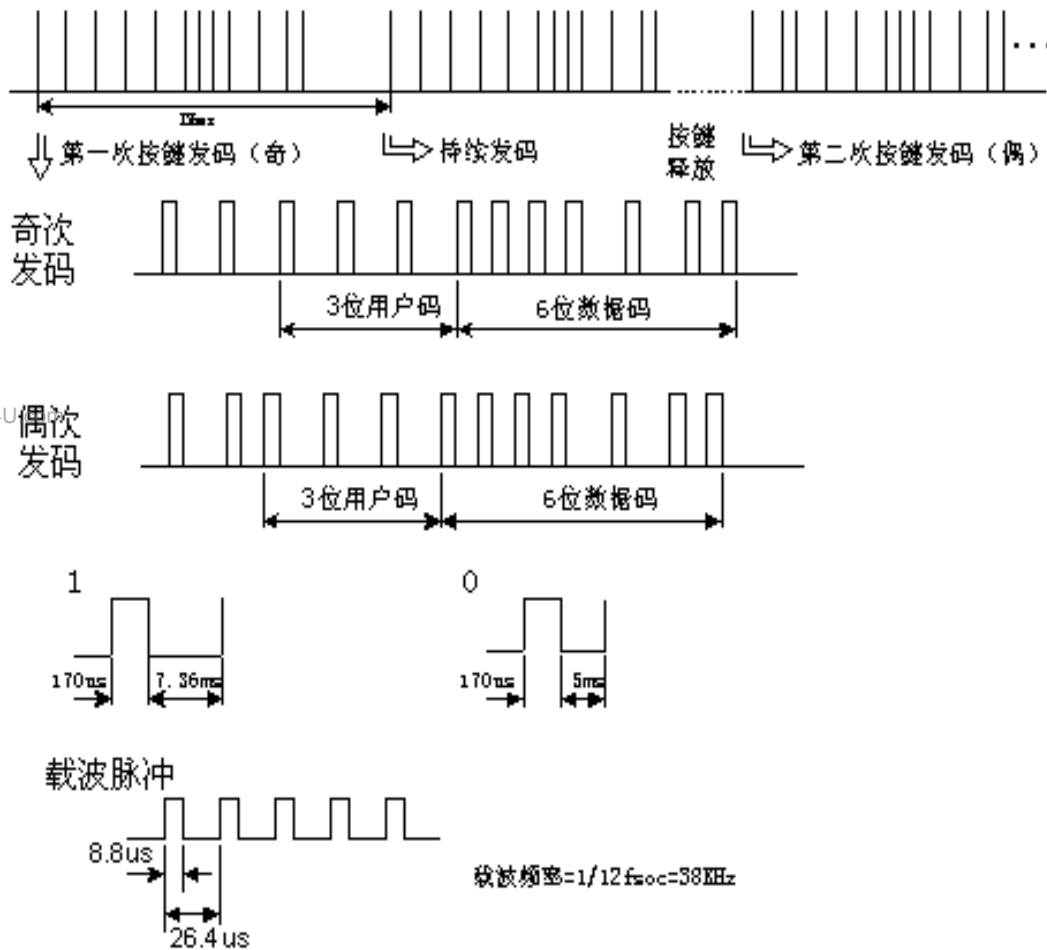 第一次按键发码（奇）
持续发码
按键
释放
第二次按键发码（偶）
奇次
发码
3位用户码
6位数据码
偶次
发码
3位用户码
6位数据码
1
0
170us
7.36ms
170us
5ms
载波脉冲
8.8us
26.4us
载波频率=1/12fsoc=38KHz